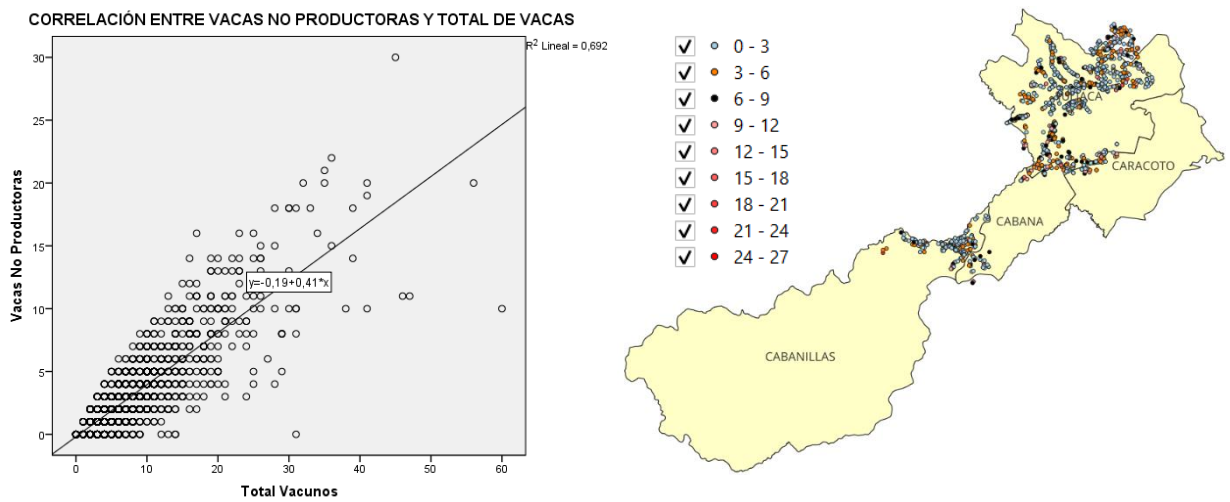 CORRELACIÓN ENTRE VACAS NO PRODUCTORAS Y TOTAL DE VACAS
R² Lineal = 0,692
30
25
20
15
10
5
0
Vacas No Productoras
y=-0,19+0,41*x
0
10
20
30
40
50
60
Total Vacunos
0 - 3
3 - 6
6 - 9
9 - 12
12 - 15
15 - 18
18 - 21
21 - 24
24 - 27
CARACOTO
CABANA
CABANILLAS